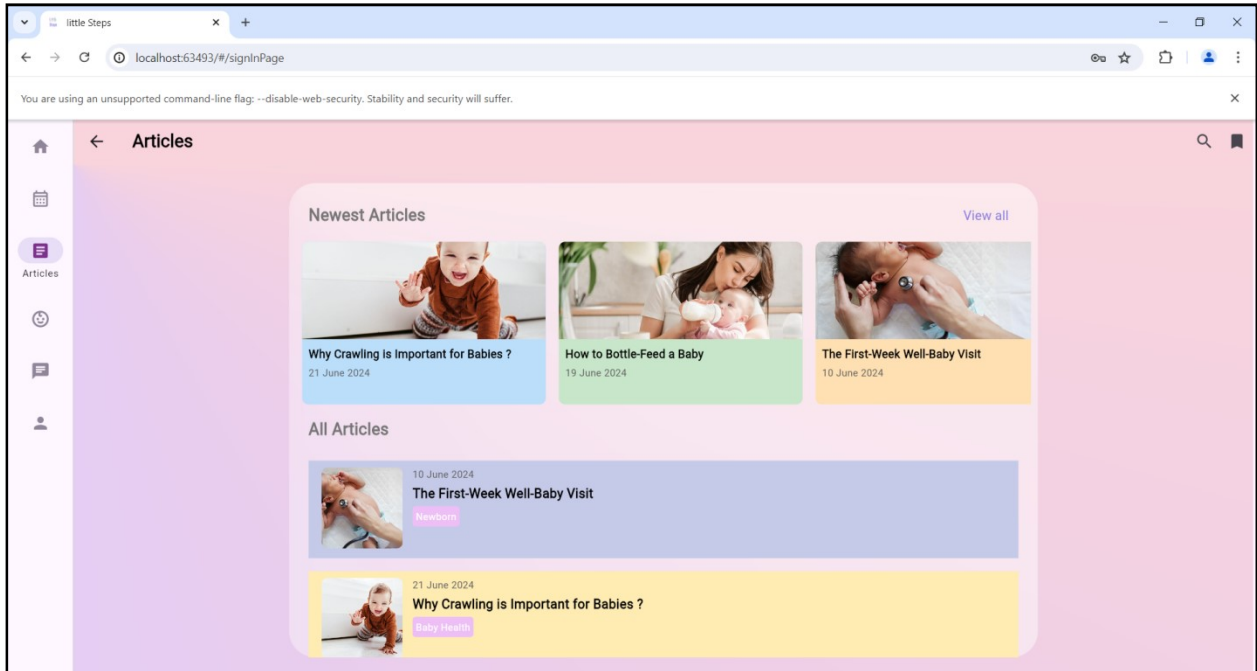 little Steps
localhost:63493/#/signInPage
You are using an unsupported command-line flag: --disable-web-security. Stability and security will suffer.
Articles
Articles
Newest Articles
View all
Why Crawling is Important for Babies ?
21 June 2024
How to Bottle-Feed a Baby
19 June 2024
The First-Week Well-Baby Visit
10 June 2024
All Articles
10 June 2024
The First-Week Well-Baby Visit
Newborn
21 June 2024
Why Crawling is Important for Babies ?
Baby Health